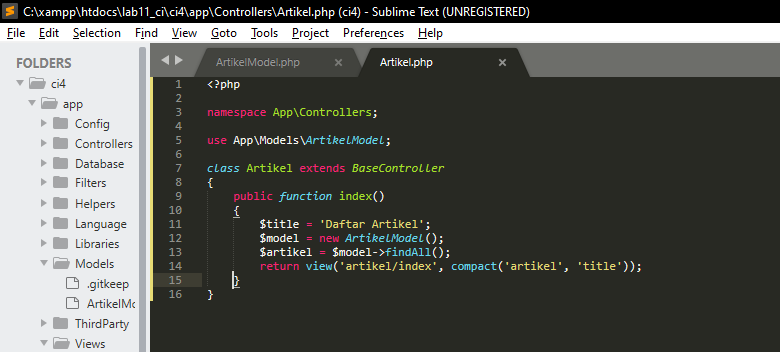 C:\xampp\htdocs\lab11_ci\ci4\app\Controllers\Artikel.php (ci4) - Sublime Text (UNREGISTERED)
File Edit Selection Find View Goto Tools Project Preferences Help
FOLDERS
ci4
app
Config
Controllers
Database
Filters
Helpers
Language
Libraries
Models
.gitkeep
ArtikelMo
ThirdParty
Views
ArtikelModel.php × Artikel.php ×
1 <?php
2
3 namespace App\Controllers;
4
5 use App\Models\ArtikelModel;
6
7 class Artikel extends BaseController
8 {
9     public function index()
10     {
11         $title = 'Daftar Artikel';
12         $model = new ArtikelModel();
13         $artikel = $model->findAll();
14         return view('artikel/index', compact('artikel', 'title'));
15     }
16 }